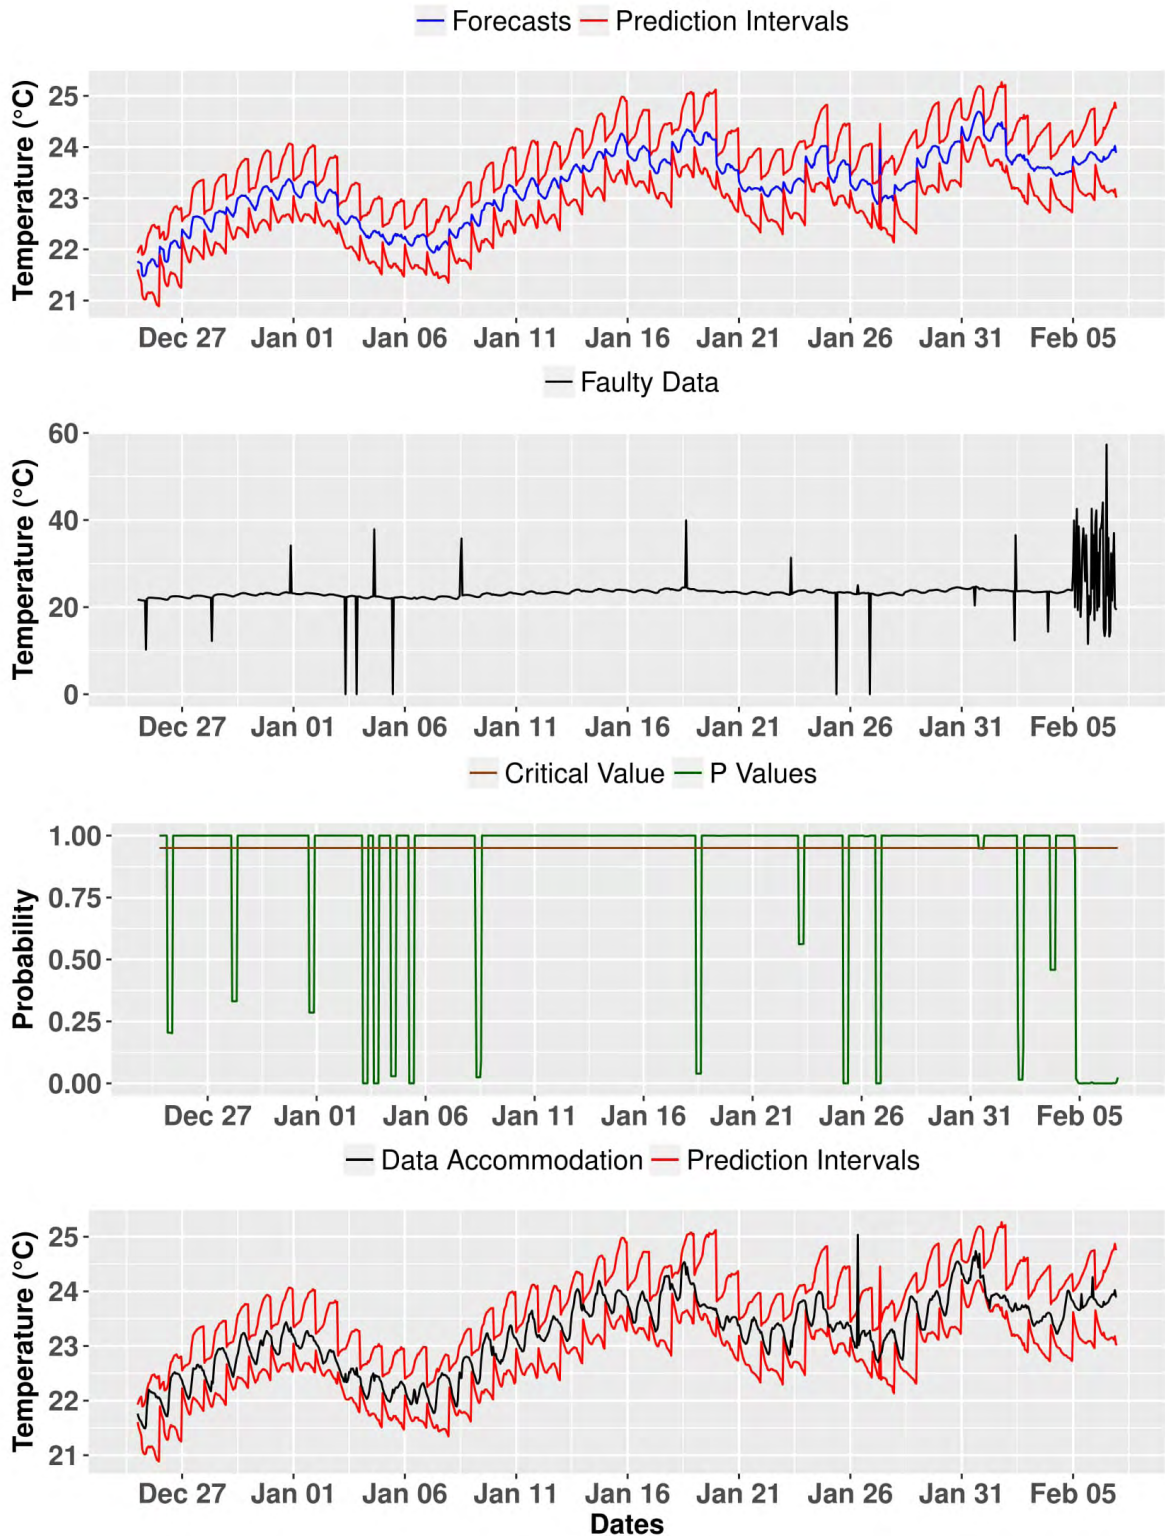 Forecasts Prediction Intervals
Temperature (°C)
25
24
23
22
21
Dec 27 Jan 01 Jan 06 Jan 11 Jan 16 Jan 21 Jan 26 Jan 31 Feb 05
Faulty Data
Temperature (°C)
60
40
20
0
Dec 27 Jan 01 Jan 06 Jan 11 Jan 16 Jan 21 Jan 26 Jan 31 Feb 05
Critical Value P Values
Probability
1.00
0.75
0.50
0.25
0.00
Dec 27 Jan 01 Jan 06 Jan 11 Jan 16 Jan 21 Jan 26 Jan 31 Feb 05
Data Accommodation Prediction Intervals
Temperature (°C)
25
24
23
22
21
Dec 27 Jan 01 Jan 06 Jan 11 Jan 16 Jan 21 Jan 26 Jan 31 Feb 05
Dates